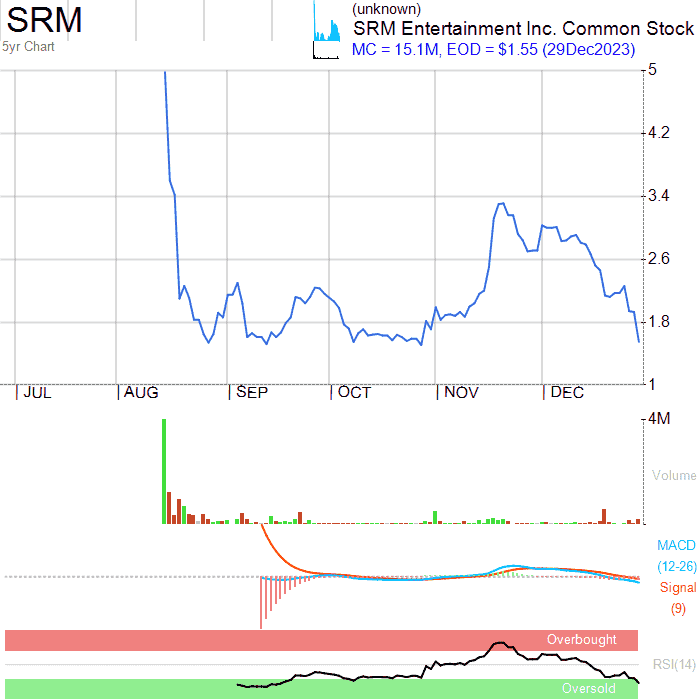 SRM
5yr Chart
(unknown)
SRM Entertainment Inc. Common Stock
MC = 15.1M, EOD = $1.55 (29Dec2023)
5
4.2
3.4
2.6
1.8
1
JUL AUG SEP OCT NOV DEC
4M
Volume
MACD
(12-26)
Signal
(9)
Overbought
RSI(14)
Oversold